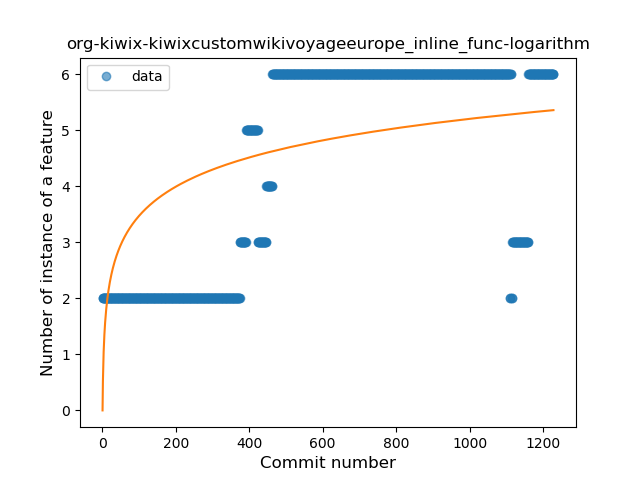 org-kiwix-kiwixcustomwikivoyageeurope_inline_func-logarithm
data
Number of instance of a feature
6
5
4
3
2
1
0
0 200 400 600 800 1000 1200
Commit number